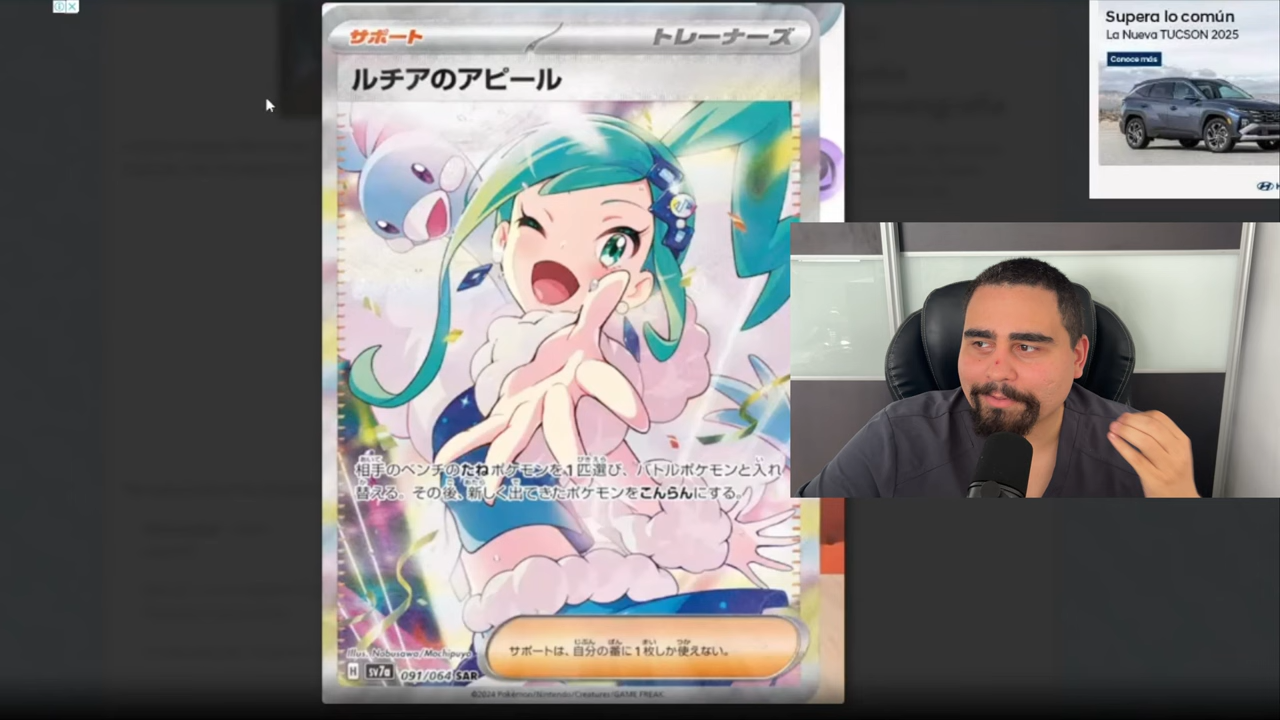 サポート
トレーナーズ
ルチアのアピール
相手のベンチのたねポケモンを1匹選び、バトルポケモンと入れ
替える。その後、新しく出てきたポケモンをこんらんにする。
サポートは、自分の番に1枚しか使えない。
Illus. Nobusawa/Mochipuyo
H sv7a 091/064 SAR
©2024 Pokémon/Nintendo/Creatures/GAME FREAK.
Supera lo común
La Nueva TUCSON 2025
Conoce más